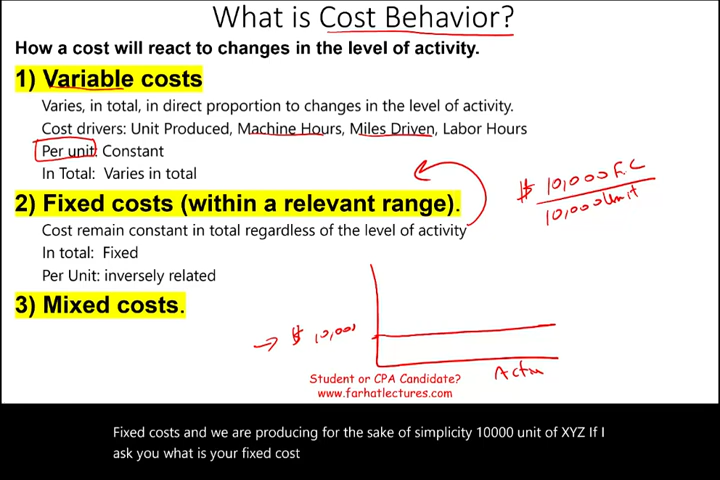 What is Cost Behavior?
How a cost will react to changes in the level of activity.
1) Variable costs
Varies, in total, in direct proportion to changes in the level of activity.
Cost drivers: Unit Produced, Machine Hours, Miles Driven, Labor Hours
Per unit: Constant
In Total: Varies in total
$ 10,000 F.C
10,000 Unit
2) Fixed costs (within a relevant range).
Cost remain constant in total regardless of the level of activity
In total: Fixed
Per Unit: inversely related
3) Mixed costs.
$ 10,000
Student or CPA Candidate?
www.farhatlectures.com
Fixed costs and we are producing for the sake of simplicity 10000 unit of XYZ If I
ask you what is your fixed cost